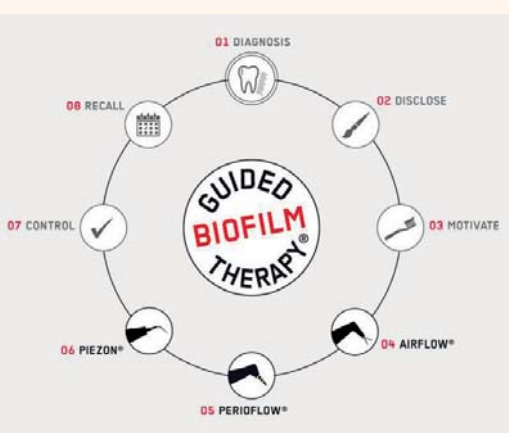 01 DIAGNOSIS
02 DISCLOSE
03 MOTIVATE
04 AIRFLOW®
05 PERIOFLOW®
06 PIEZON®
07 CONTROL
08 RECALL
GUIDED
BIOFILM
THERAPY®